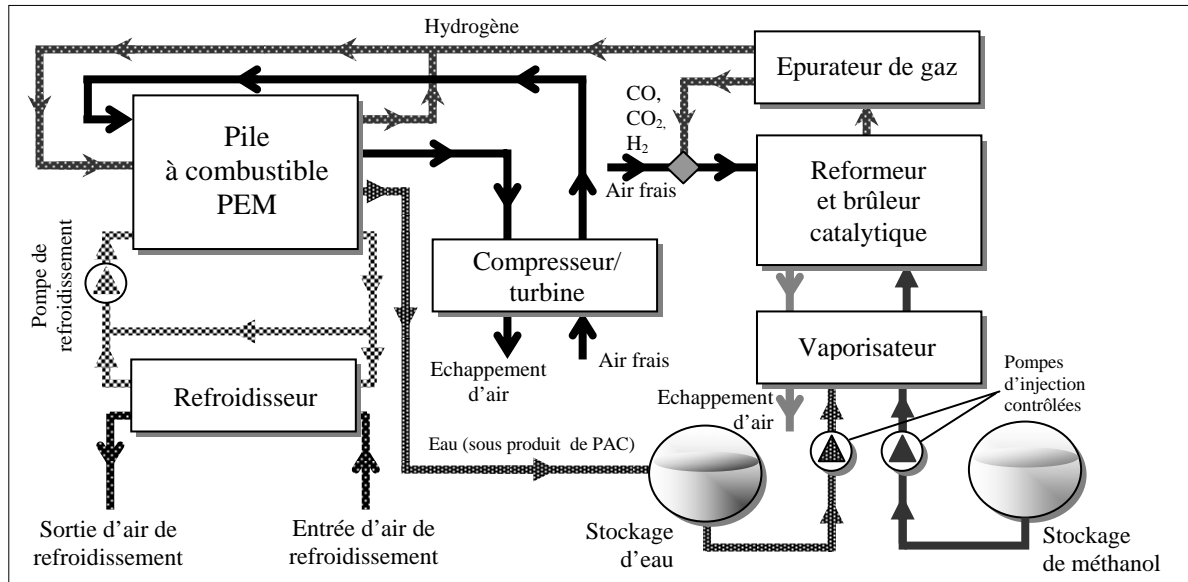 Hydrogène
Epurateur de gaz
CO,
CO2,
H2
Air frais
Pile
à combustible
PEM
Reformeur
et brûleur
catalytique
Pompe de
refroidissement
Compresseur/
turbine
Vaporisateur
Echappement
d'air
Air frais
Refroidisseur
Echappement
d'air
Pompes
d'injection
contrôlées
Eau (sous produit de PAC)
Sortie d'air de
refroidissement
Entrée d'air de
refroidissement
Stockage
d'eau
Stockage
de méthanol